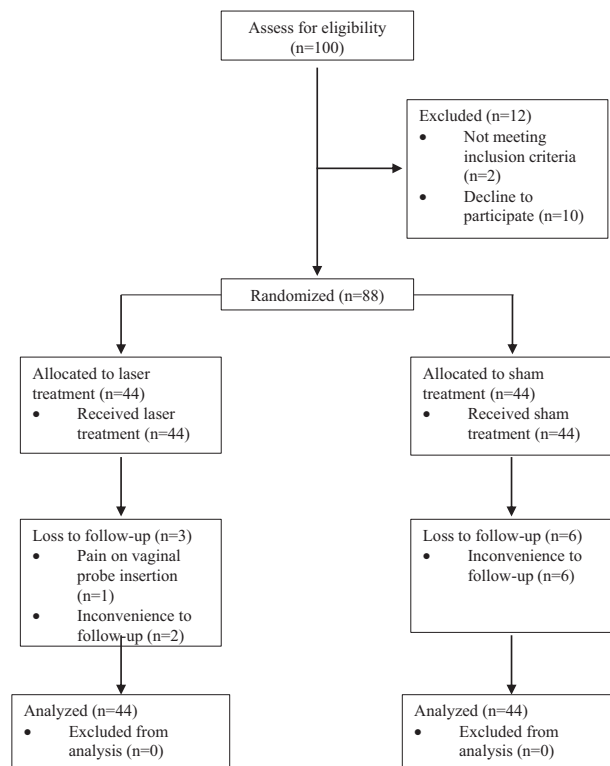 Assess for eligibility
(n=100)
Excluded (n=12)
• Not meeting
inclusion criteria
(n=2)
• Decline to
participate (n=10)
Randomized (n=88)
Allocated to laser
treatment (n=44)
• Received laser
treatment (n=44)
Allocated to sham
treatment (n=44)
• Received sham
treatment (n=44)
Loss to follow-up (n=3)
• Pain on vaginal
probe insertion
(n=1)
• Inconvenience to
follow-up (n=2)
Loss to follow-up (n=6)
• Inconvenience to
follow-up (n=6)
Analyzed (n=44)
• Excluded from
analysis (n=0)
Analyzed (n=44)
• Excluded from
analysis (n=0)